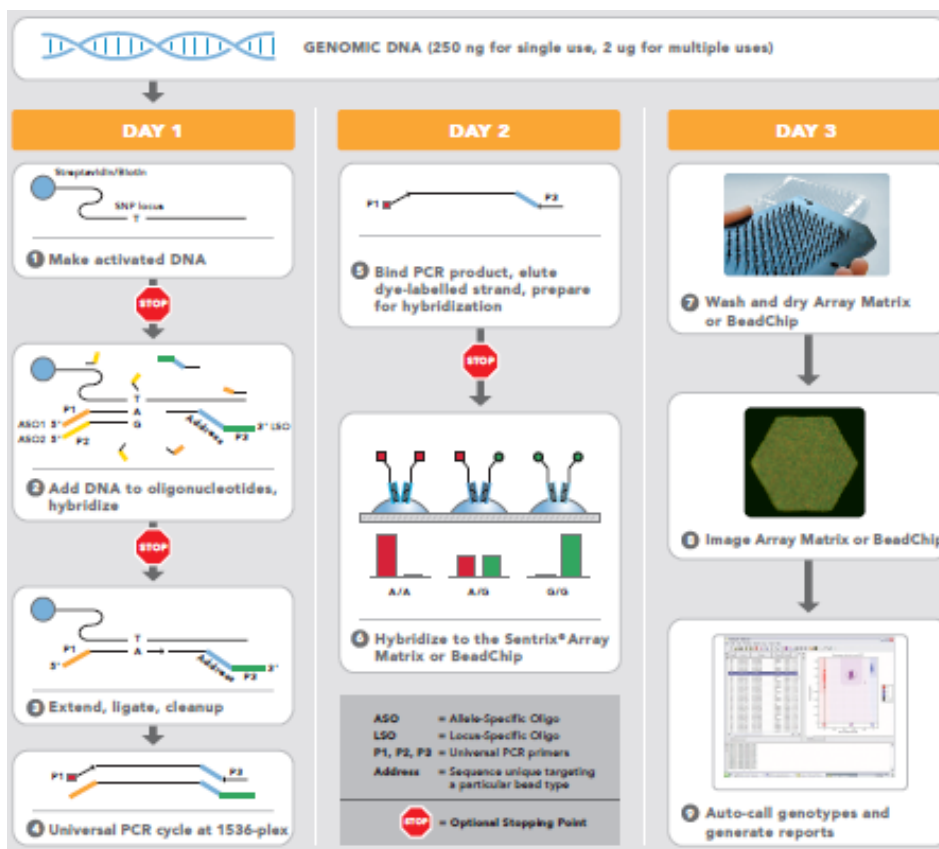 GENOMIC DNA (250 ng for single use, 2 ug for multiple uses)
DAY 1
Streptavidin/Biotin
SNP locus
T
1 Make activated DNA
STOP
T
P1
A
ASO1 5"
G
Address
3" LSO
ASO2 5"
P2
P3
2 Add DNA to oligonucleotides,
hybridize
STOP
T
P1
A
5"
Address
P3
3"
3 Extend, ligate, cleanup
P1
P3
4 Universal PCR cycle at 1536-plex
DAY 2
P1
P3
5 Bind PCR product, elute
dye-labelled strand, prepare
for hybridization
STOP
A/A
A/G
G/G
6 Hybridize to the Sentrix® Array
Matrix or BeadChip
ASO = Allele-Specific Oligo
LSO = Locus-Specific Oligo
P1, P2, P3 = Universal PCR primers
Address = Sequence unique targeting
a particular bead type
STOP = Optional Stopping Point
DAY 3
7 Wash and dry Array Matrix
or BeadChip
8 Image Array Matrix or BeadChip
9 Auto-call genotypes and
generate reports